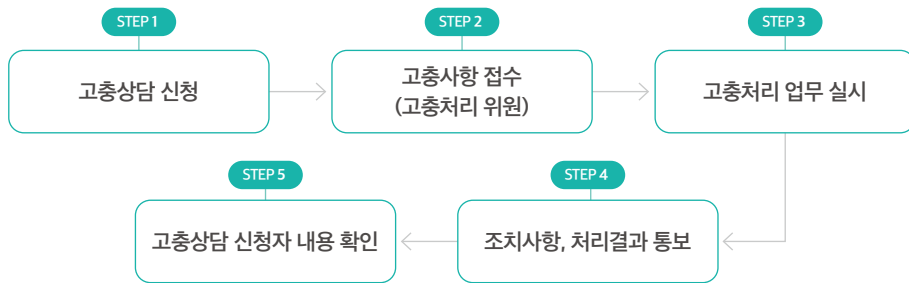 STEP 1
고충상담 신청
STEP 2
고충사항 접수
(고충처리 위원)
STEP 3
고충처리 업무 실시
STEP 4
조치사항, 처리결과 통보
STEP 5
고충상담 신청자 내용 확인